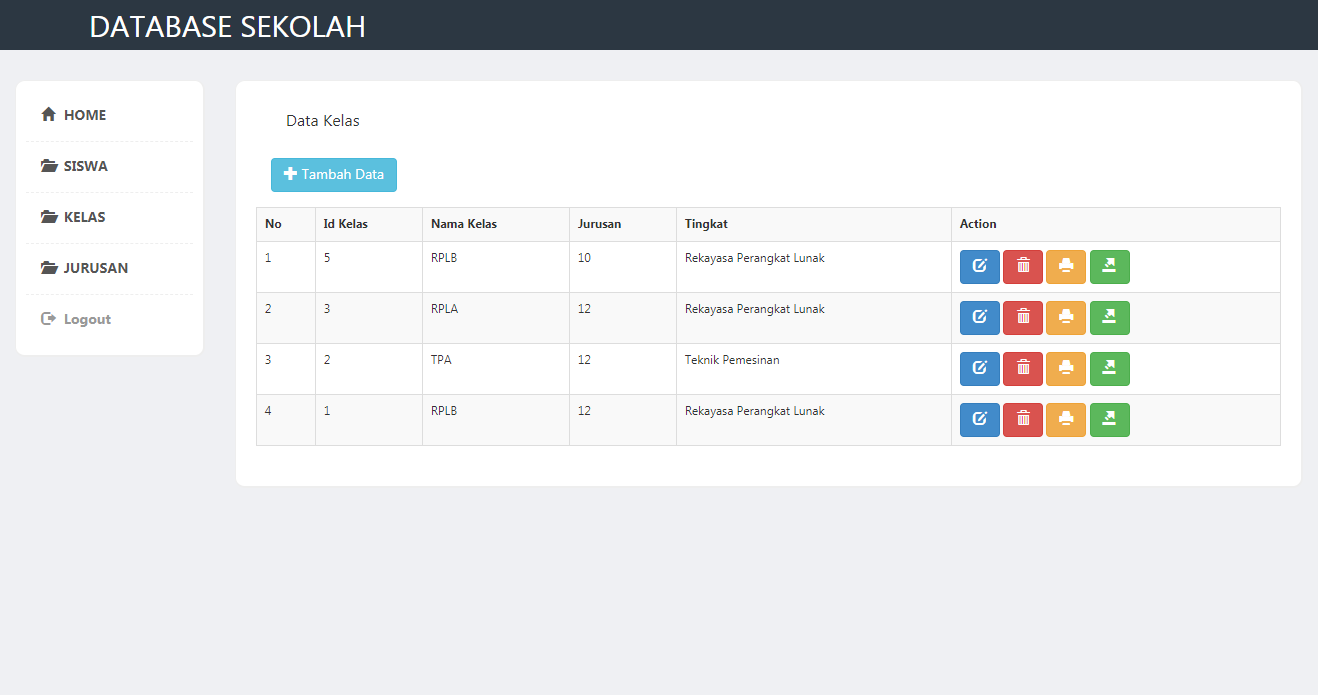 DATABASE SEKOLAH
HOME
SISWA
KELAS
JURUSAN
Logout
Data Kelas
Tambah Data
No Id Kelas Nama Kelas Jurusan Tingkat Action
1 5 RPLB 10 Rekayasa Perangkat Lunak
2 3 RPLA 12 Rekayasa Perangkat Lunak
3 2 TPA 12 Teknik Pemesinan
4 1 RPLB 12 Rekayasa Perangkat Lunak